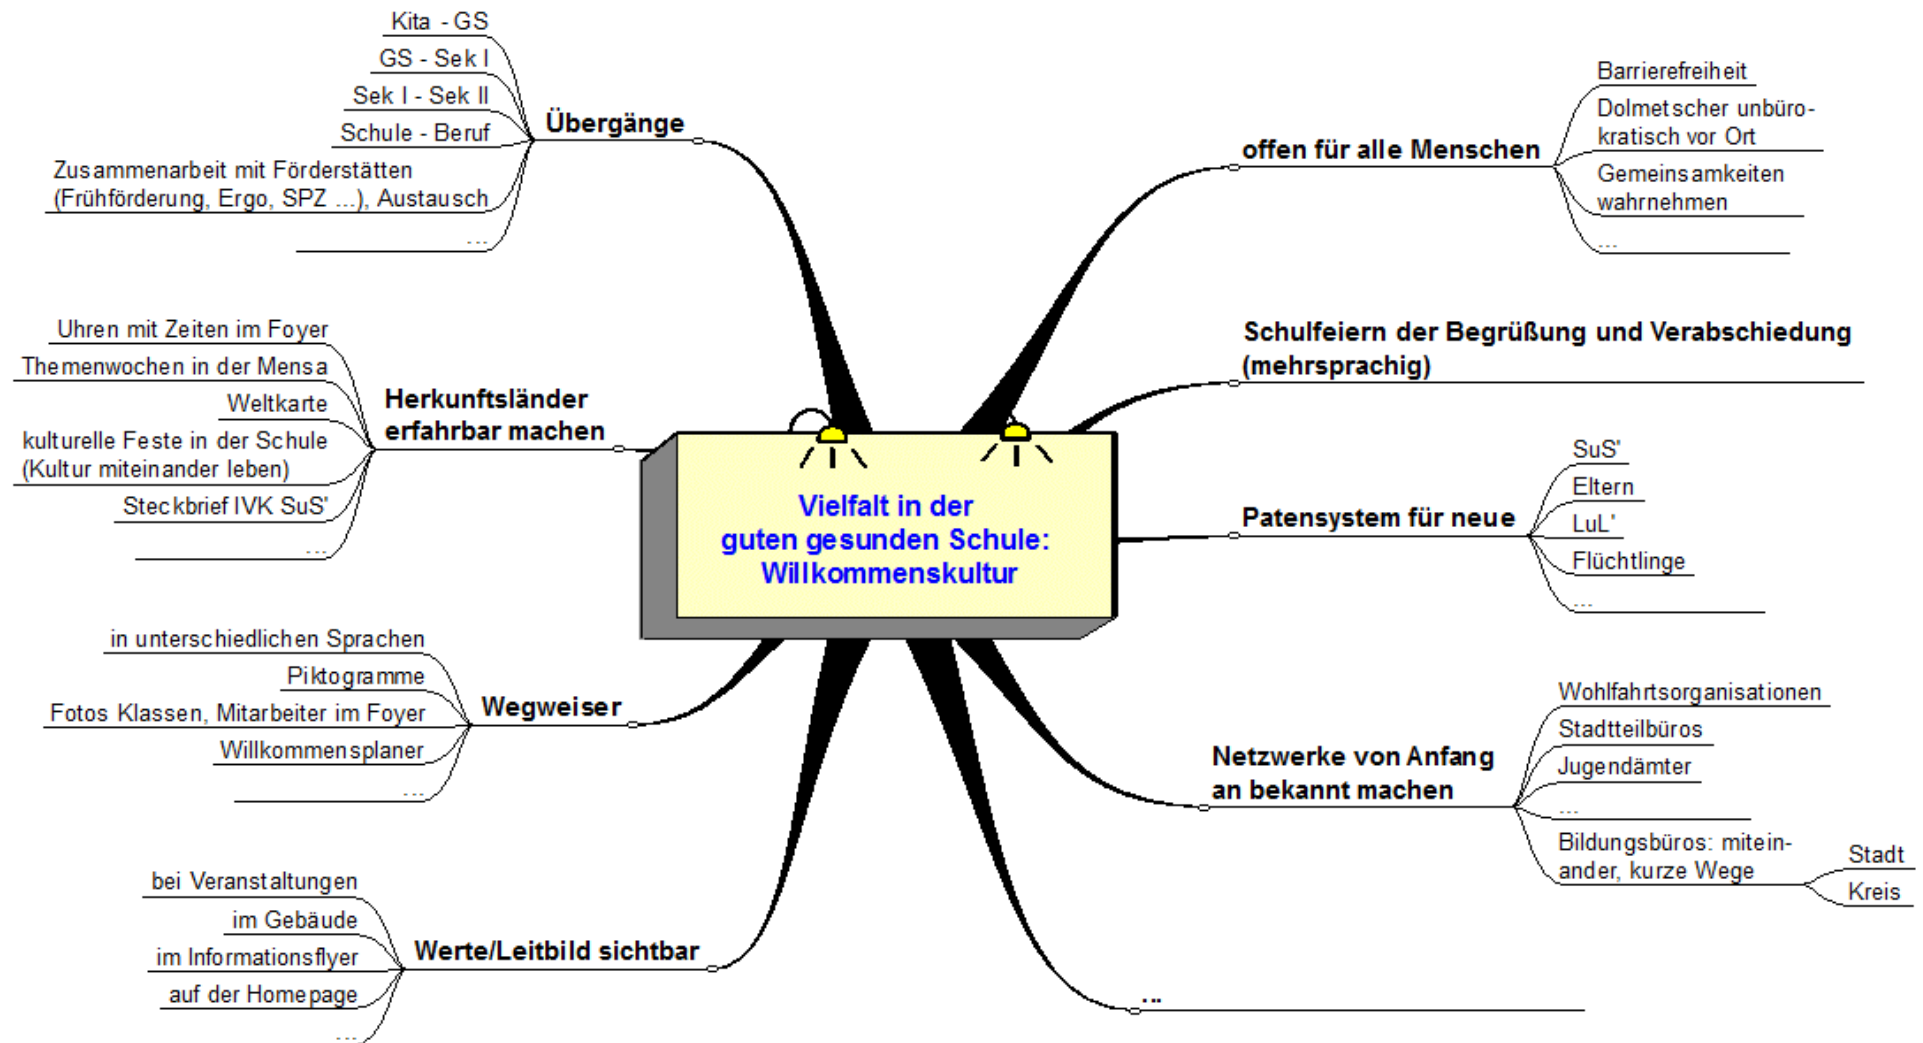 Vielfalt in der
guten gesunden Schule:
Willkommenskultur
offen für alle Menschen
Barrierefreiheit
Dolmetscher unbüro-
kratisch vor Ort
Gemeinsamkeiten
wahrnehmen
...
Schulfeiern der Begrüßung und Verabschiedung
(mehrsprachig)
Patensystem für neue
SuS'
Eltern
LuL'
Flüchtlinge
...
Netzwerke von Anfang
an bekannt machen
Wohlfahrtsorganisationen
Stadtteilbüros
Jugendämter
...
Bildungsbüros: mitein-
ander, kurze Wege
Stadt
Kreis
...
Werte/Leitbild sichtbar
bei Veranstaltungen
im Gebäude
im Informationsflyer
auf der Homepage
...
Wegweiser
in unterschiedlichen Sprachen
Piktogramme
Fotos Klassen, Mitarbeiter im Foyer
Willkommensplaner
...
Herkunftsländer
erfahrbar machen
Uhren mit Zeiten im Foyer
Themenwochen in der Mensa
Weltkarte
kulturelle Feste in der Schule
(Kultur miteinander leben)
Steckbrief IVK SuS'
...
Übergänge
Kita - GS
GS - Sek I
Sek I - Sek II
Schule - Beruf
Zusammenarbeit mit Förderstätten
(Frühförderung, Ergo, SPZ ...), Austausch
...